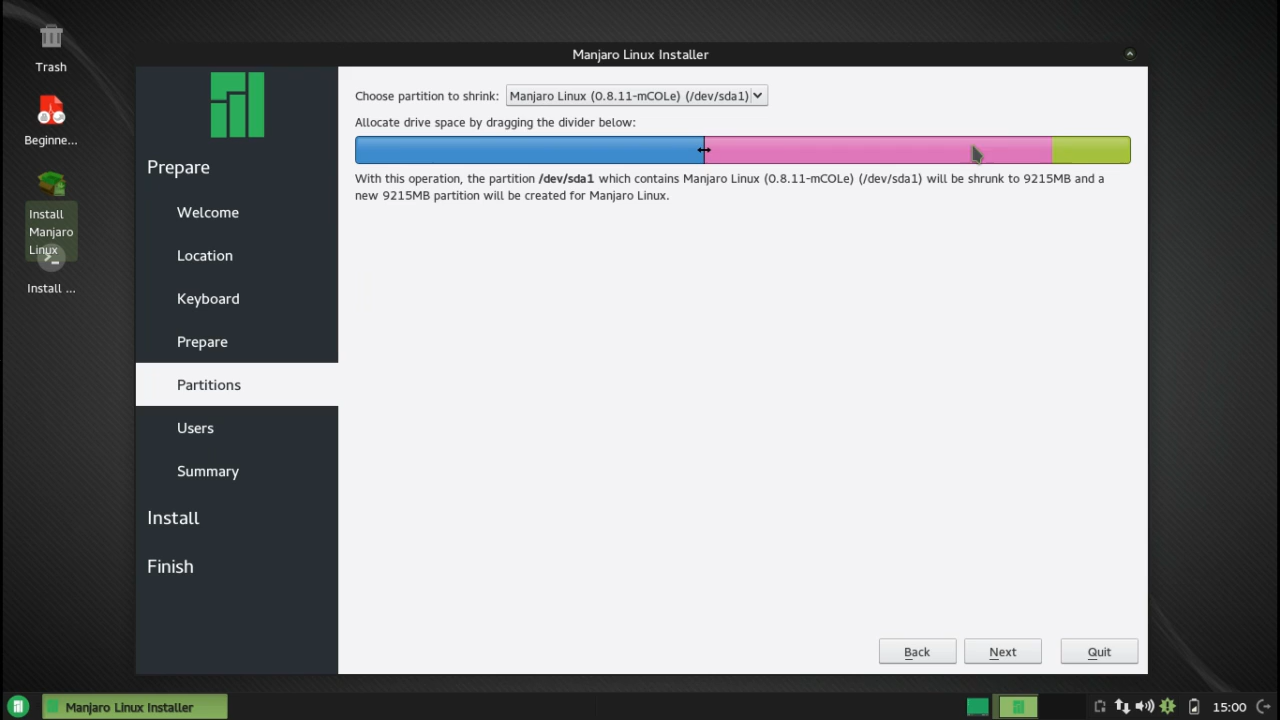 Trash
Beginne...
Install
Manjaro
Linux
Install ...
Manjaro Linux Installer
Prepare
Welcome
Location
Keyboard
Prepare
Partitions
Users
Summary
Install
Finish
Choose partition to shrink: Manjaro Linux (0.8.11-mCOLe) (/dev/sda1)
Allocate drive space by dragging the divider below:
With this operation, the partition /dev/sda1 which contains Manjaro Linux (0.8.11-mCOLe) (/dev/sda1) will be shrunk to 9215MB and a
new 9215MB partition will be created for Manjaro Linux.
Back Next Quit
Manjaro Linux Installer
15:00